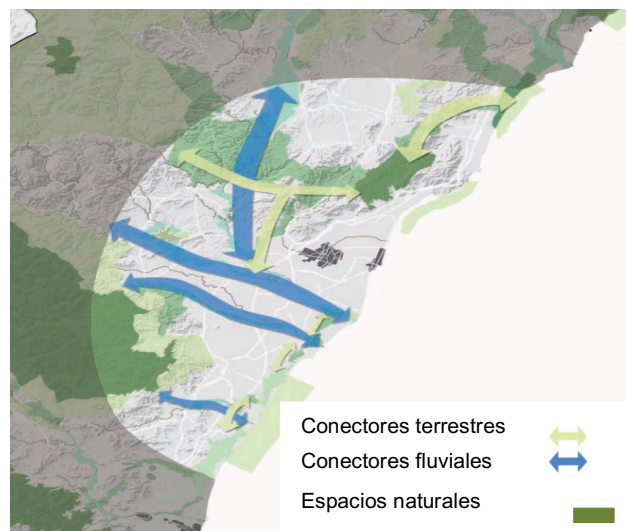 Conectores terrestres
Conectores fluviales
Espacios naturales